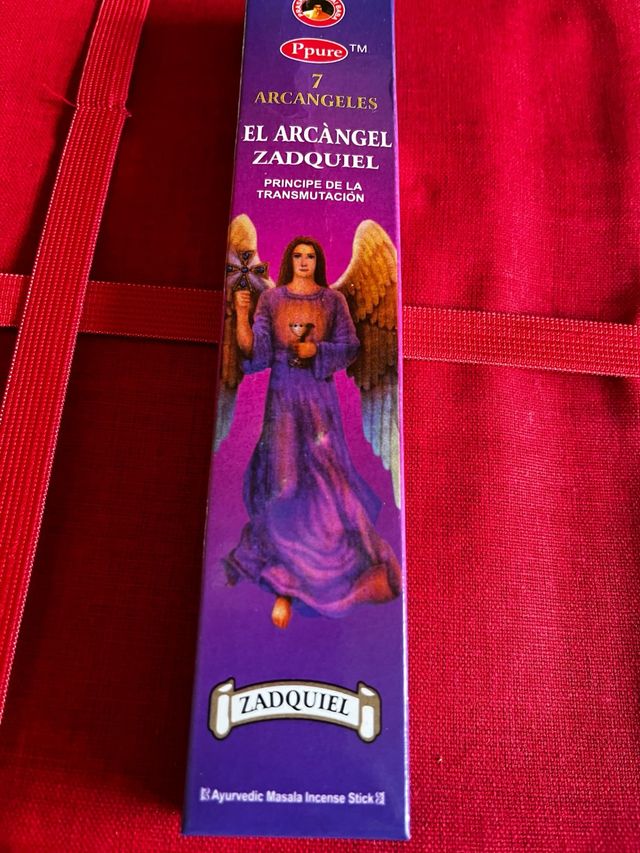 Ppure™
7
ARCANGELES
EL ARCÀNGEL
ZADQUIEL
PRINCIPE DE LA
TRANSMUTACIÓN
ZADQUIEL
Ayurvedic Masala Incense Stick